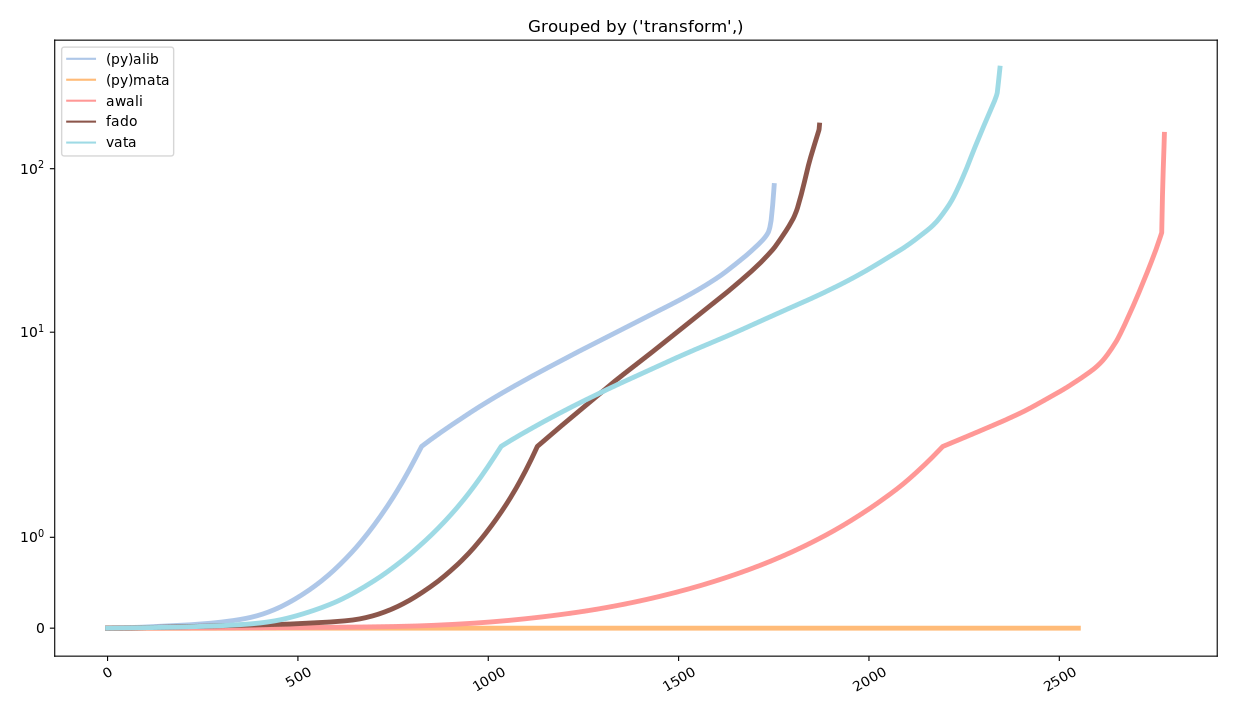 Grouped by ('transform',)
(py)alib
(py)mata
awali
fado
vata
10²
10¹
10⁰
0
0
500
1000
1500
2000
2500